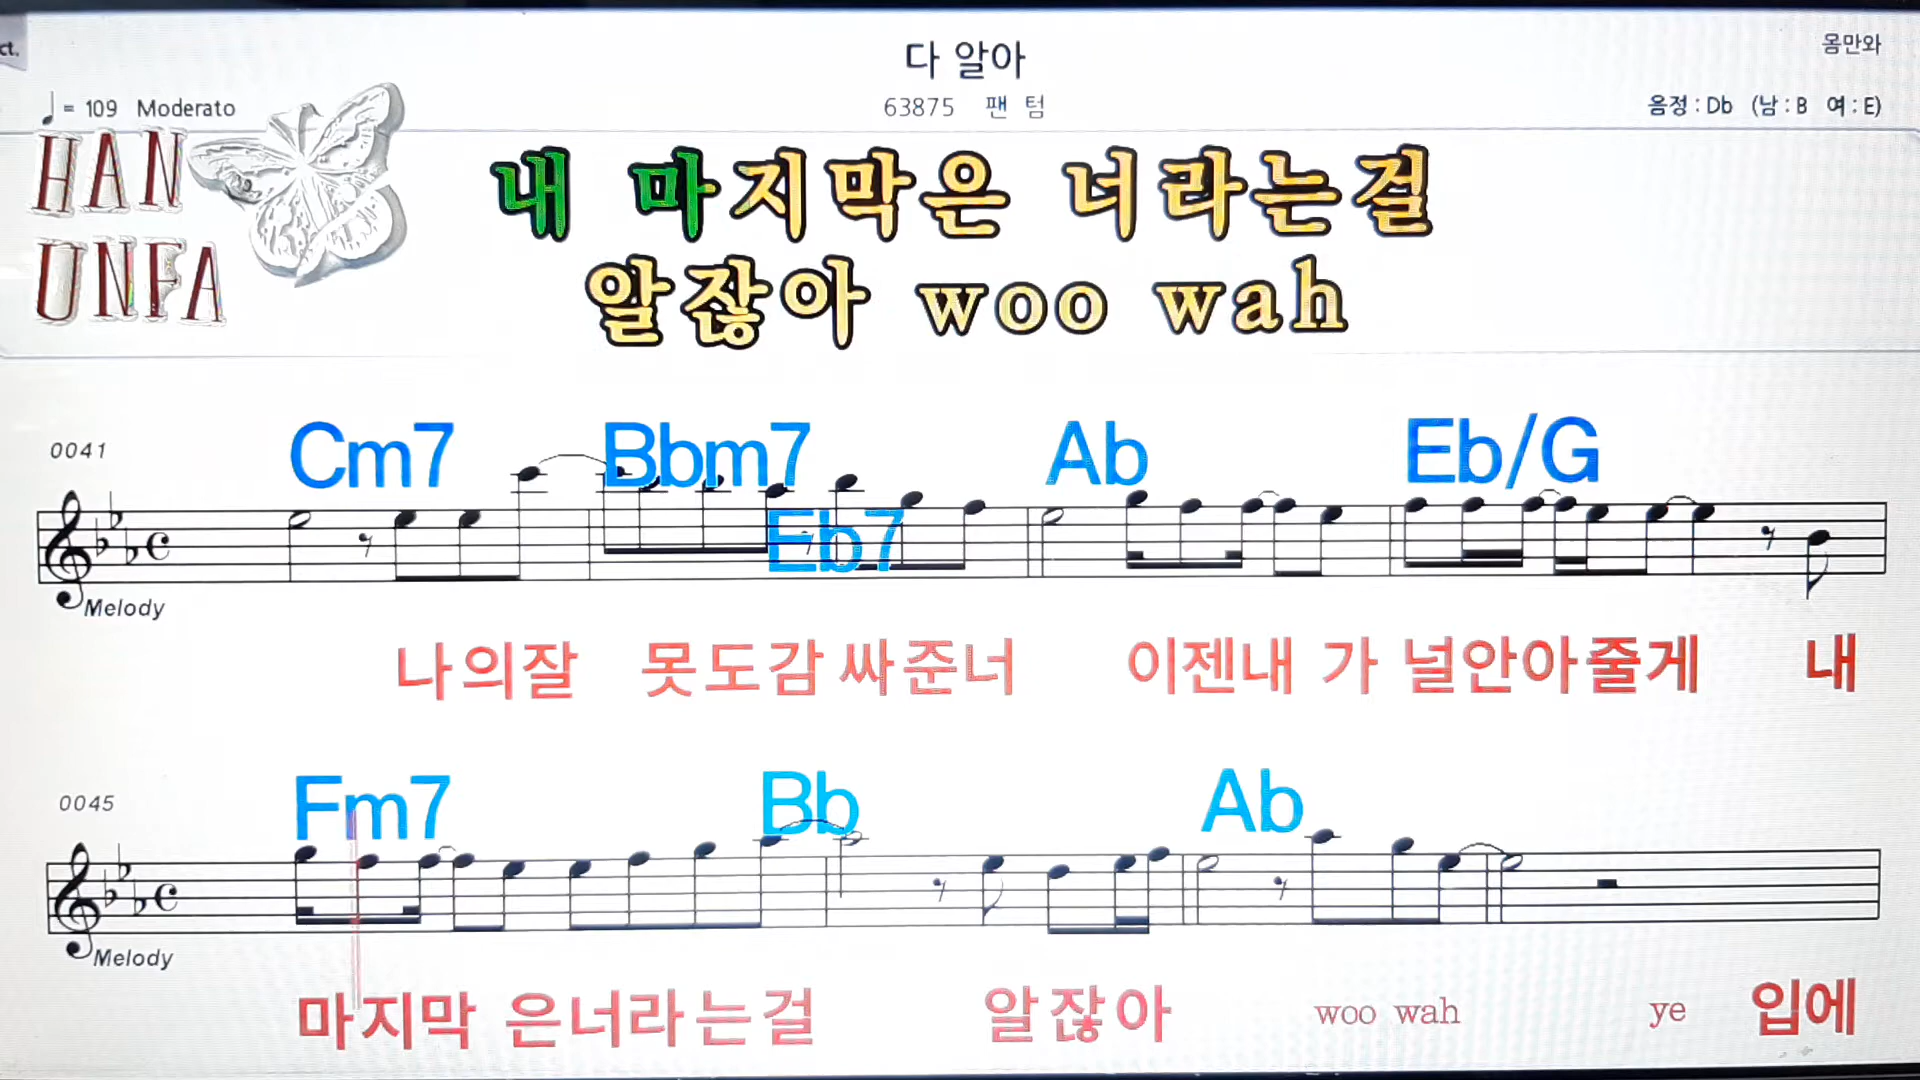 ct.
다 알아
몸만와
= 109 Moderato
63875 팬 텀
음정 : Db (남 : B 여 : E)
HAN
UNFA
내 마지막은 너라는걸
알잖아 woo wah
0041
Cm7 Bbm7 Eb7 Ab Eb/G
Melody
나의잘 못도감 싸준너 이젠내 가 널안아줄게 내
0045
Fm7 Bb Ab
Melody
마지막 은너라는걸 알잖아 woo wah ye 입에